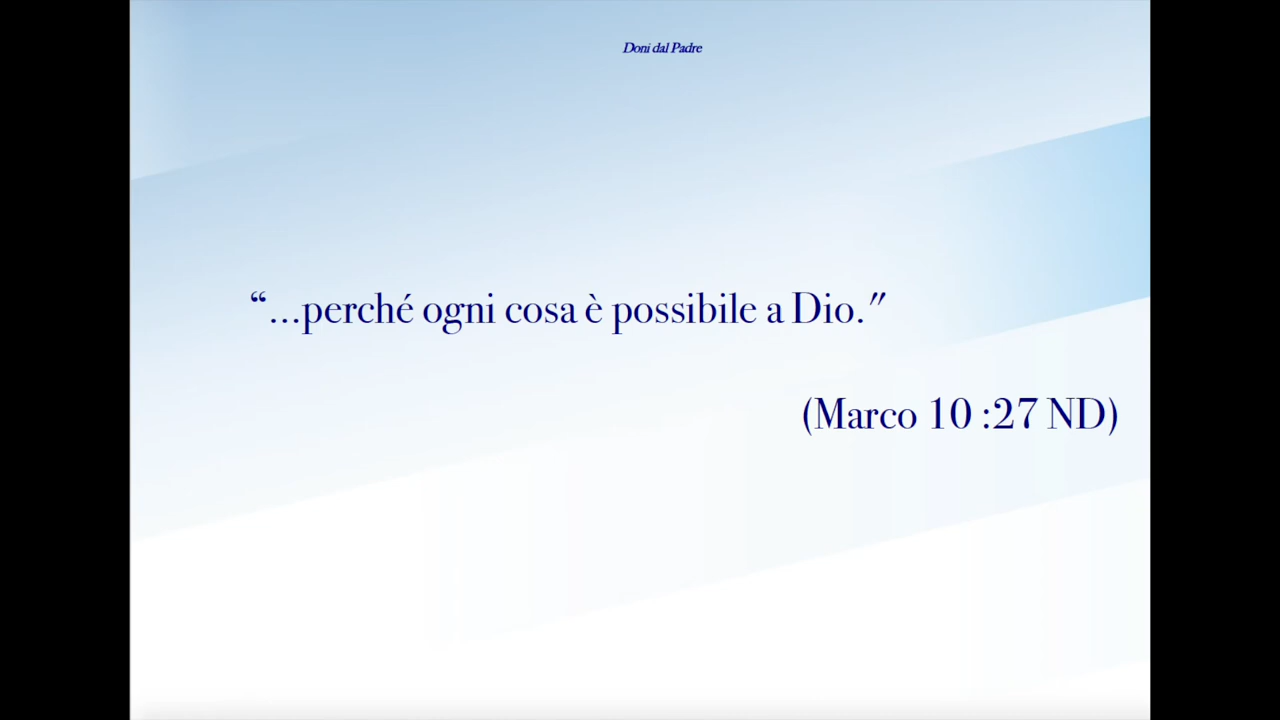 Doni dal Padre
“...perché ogni cosa è possibile a Dio.”
(Marco 10 :27 ND)